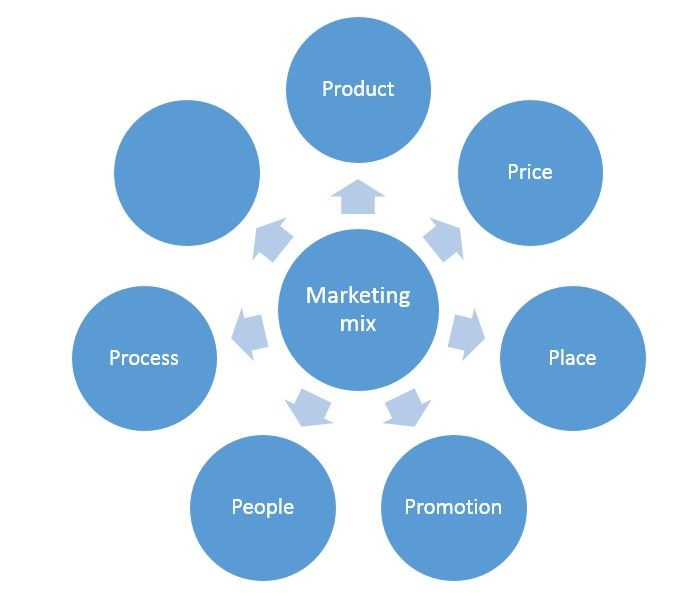 Product
Price
Marketing
mix
Process
Place
People
Promotion